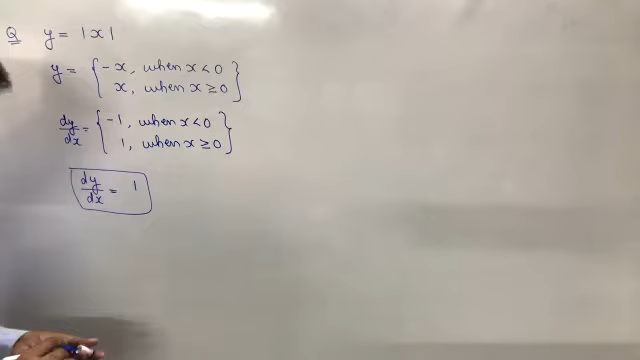 Q y = |x|
y = { -x, when x < 0
x, when x ≥ 0 }
dy/dx = { -1, when x < 0
1, when x ≥ 0 }
dy/dx = 1